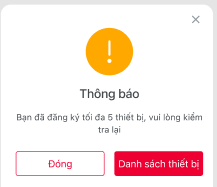 Thông báo
Bạn đã đăng ký tối đa 5 thiết bị, vui lòng kiểm
tra lại
Đóng
Danh sách thiết bị